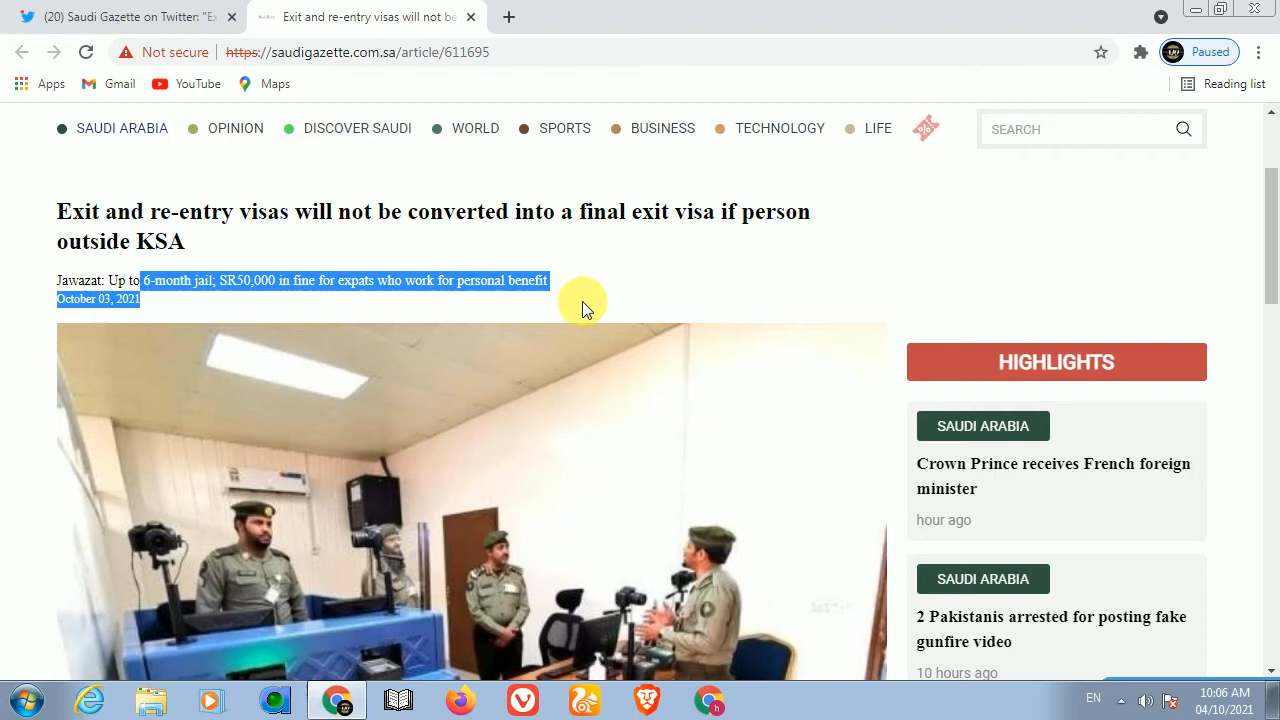 (20) Saudi Gazette on Twitter: "E
Exit and re-entry visas will not be
Not secure
https://saudigazette.com.sa/article/611695
Paused
Apps
Gmail
YouTube
Maps
Reading list
SAUDI ARABIA
OPINION
DISCOVER SAUDI
WORLD
SPORTS
BUSINESS
TECHNOLOGY
LIFE
SEARCH
Exit and re-entry visas will not be converted into a final exit visa if person
outside KSA
Jawazat: Up to 6-month jail; SR50,000 in fine for expats who work for personal benefit
October 03, 2021
HIGHLIGHTS
SAUDI ARABIA
Crown Prince receives French foreign
minister
hour ago
SAUDI ARABIA
2 Pakistanis arrested for posting fake
gunfire video
10 hours ago
EN
10:06 AM
04/10/2021